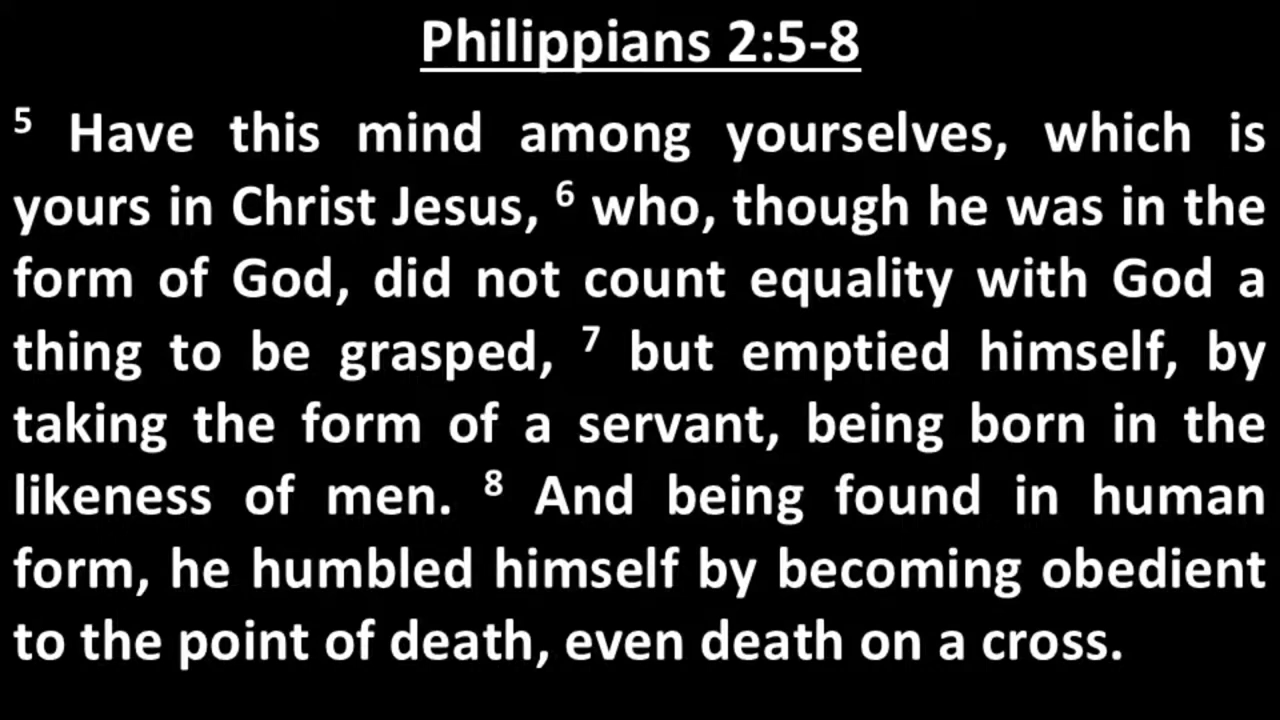 Philippians 2:5-8
5 Have this mind among yourselves, which is
yours in Christ Jesus, 6 who, though he was in the
form of God, did not count equality with God a
thing to be grasped, 7 but emptied himself, by
taking the form of a servant, being born in the
likeness of men. 8 And being found in human
form, he humbled himself by becoming obedient
to the point of death, even death on a cross.